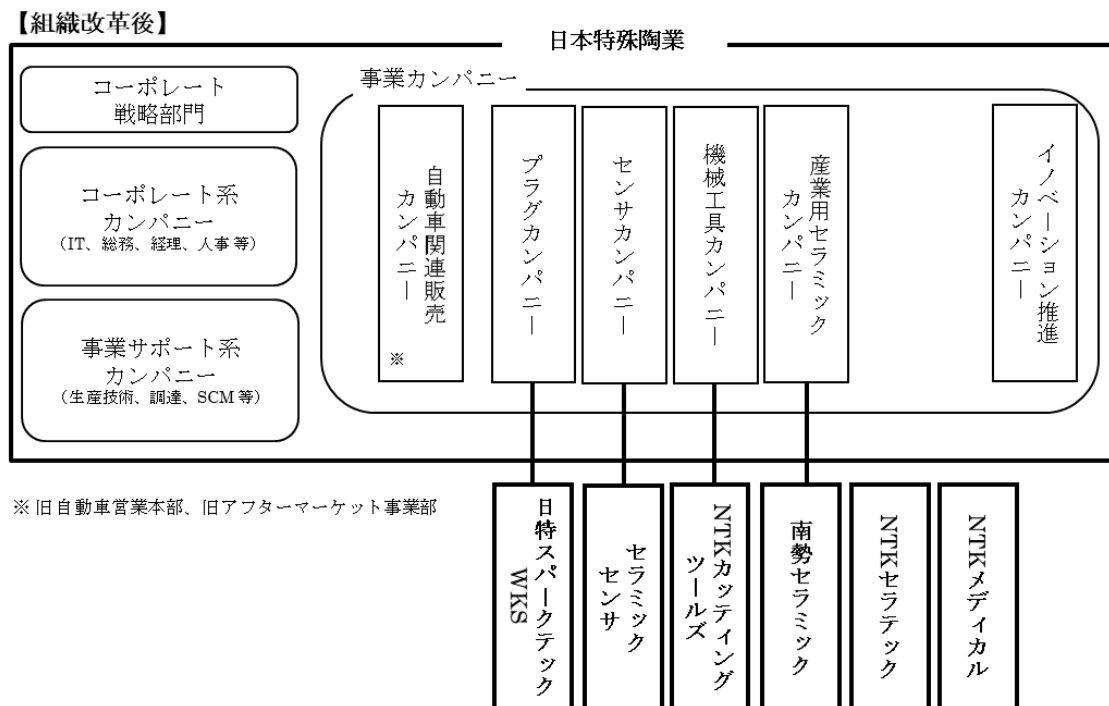 【組織改革後】
日本特殊陶業
コーポレート
戦略部門
コーポレート系
カンパニー
(IT、総務、経理、人事 等)
事業サポート系
カンパニー
(生産技術、調達、SCM 等)
事業カンパニー
自動車関連販売
カンパニー
※
プラグカンパニー
センサカンパニー
機械工具カンパニー
産業用セラミック
カンパニー
イノベーション推進
カンパニー
※ 旧自動車営業本部、旧アフターマーケット事業部
日特スパークテック
WKS
セラミック
センサ
NTKカッティング
ツールズ
南勢セラミック
NTKセラテック
NTKメディカル